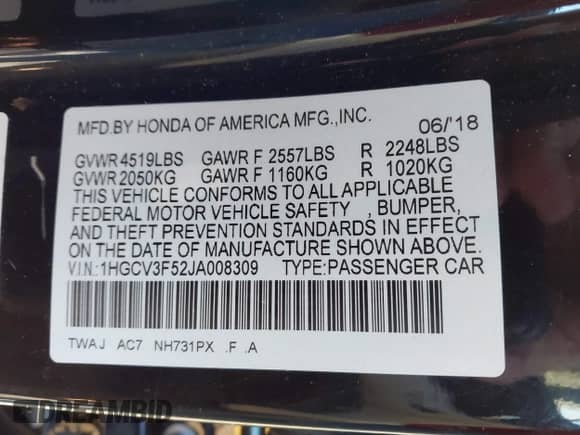 MFD.BY HONDA OF AMERICA MFG.,INC.
06/'18
GVWR 4519LBS GAWR F 2557LBS R 2248LBS
GVWR 2050KG GAWR F 1160KG R 1020KG
THIS VEHICLE CONFORMS TO ALL APPLICABLE
FEDERAL MOTOR VEHICLE SAFETY , BUMPER,
AND THEFT PREVENTION STANDARDS IN EFFECT
ON THE DATE OF MANUFACTURE SHOWN ABOVE.
V.I.N.:1HGCV3F52JA008309 TYPE:PASSENGER CAR
TWAJ AC7 NH731PX .F .A
DREAMBID